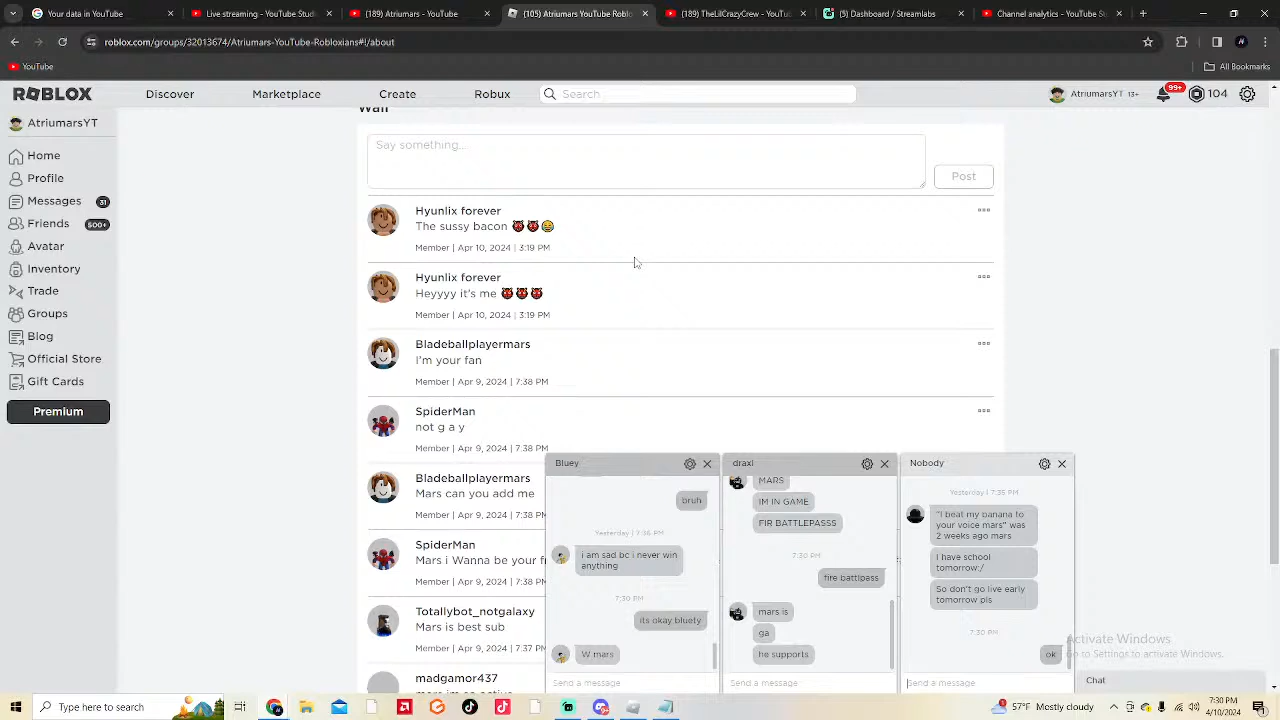 Your data in YouTube
Live-streaming - YouTube
(189) Atriumars - YouTube
(105) Atriumars YouTube Roblox
(189) TheLilCrazyCrew - YouT
(5) Dashboard - Streamlabs
Channel analytics - YouTube
roblox.com/groups/32013674/Atriumars-YouTube-Robloxians#!/about
YouTube
All Bookmarks
ROBLOX
Discover
Marketplace
Create
Robux
Search
AtriumarsYT 13+
99+
104
AtriumarsYT
Home
Profile
Messages 31
Friends 500+
Avatar
Inventory
Trade
Groups
Blog
Official Store
Gift Cards
Premium
Wall
Say something...
Post
Hyunlix forever
The sussy bacon 👹👹😀
Member | Apr 10, 2024 | 3:19 PM
Hyunlix forever
Heyyyy it's me 👹👹👹
Member | Apr 10, 2024 | 3:19 PM
Bladeballplayermars
I'm your fan
Member | Apr 9, 2024 | 7:38 PM
SpiderMan
not g a y
Member | Apr 9, 2024 | 7:38 PM
Bladeballplayermars
Mars can you add me
Member | Apr 9, 2024 | 7:38 PM
SpiderMan
Mars i Wanna be your f
Member | Apr 9, 2024 | 7:38 P
Totallybot_notgalaxy
Mars is best sub
Member | Apr 9, 2024 | 7:37 PM
madgamor437
Bluey
bruh
Yesterday | 7:36 PM
i am sad bc i never win
anything
7:30 PM
its okay bluety
W mars
Send a message
draxl
MARS
IM IN GAME
FIR BATTLEPASSS
7:30 PM
fire battlpass
mars is
ga
he supports
Send a message
Nobody
Yesterday | 7:35 PM
"I beat my banana to
your voice mars" was
2 weeks ago mars
I have school
tomorrow:/
So don't go live early
tomorrow pls
7:30 PM
ok
Send a message
Activate Windows
Go to Settings to activate Windows.
Chat
Type here to search
57°F Mostly cloudy
7:30 PM
4/10/2024